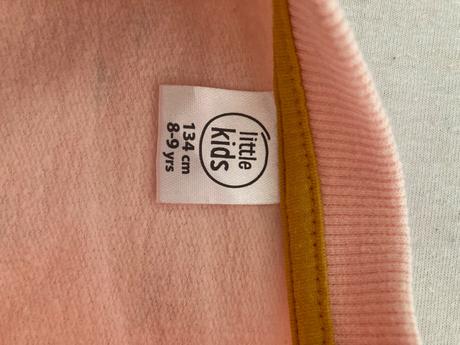 little
kids
134 cm
8-9 yrs